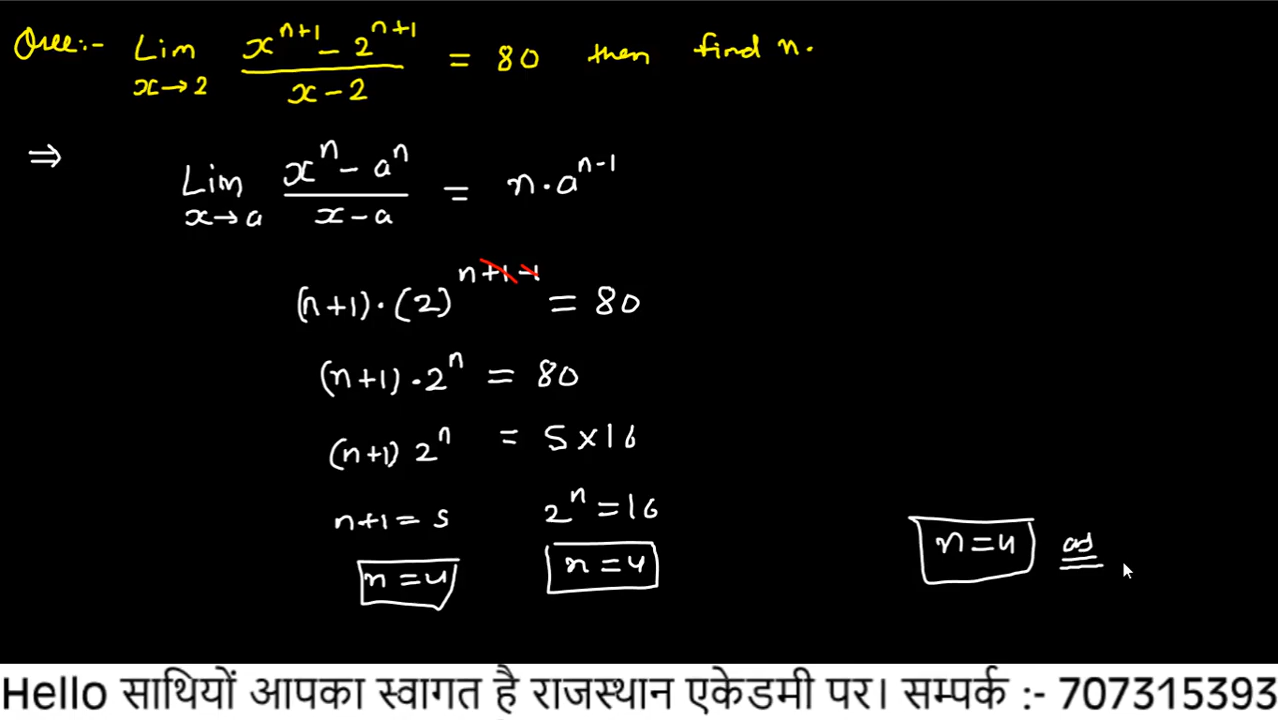 Que:- Lim x→2 (x^{n+1} - 2^{n+1})/(x-2) = 80 then find n.
⇒ Lim x→a (x^n - a^n)/(x-a) = n·a^{n-1}
(n+1)·(2)^{n+1-1} = 80
(n+1)·2^n = 80
(n+1) 2^n = 5×16
n+1 = 5 2^n = 16
n = 4 n = 4 n = 4
Hello साथियों आपका स्वागत है राजस्थान एकेडमी पर। सम्पर्क :- 707315393